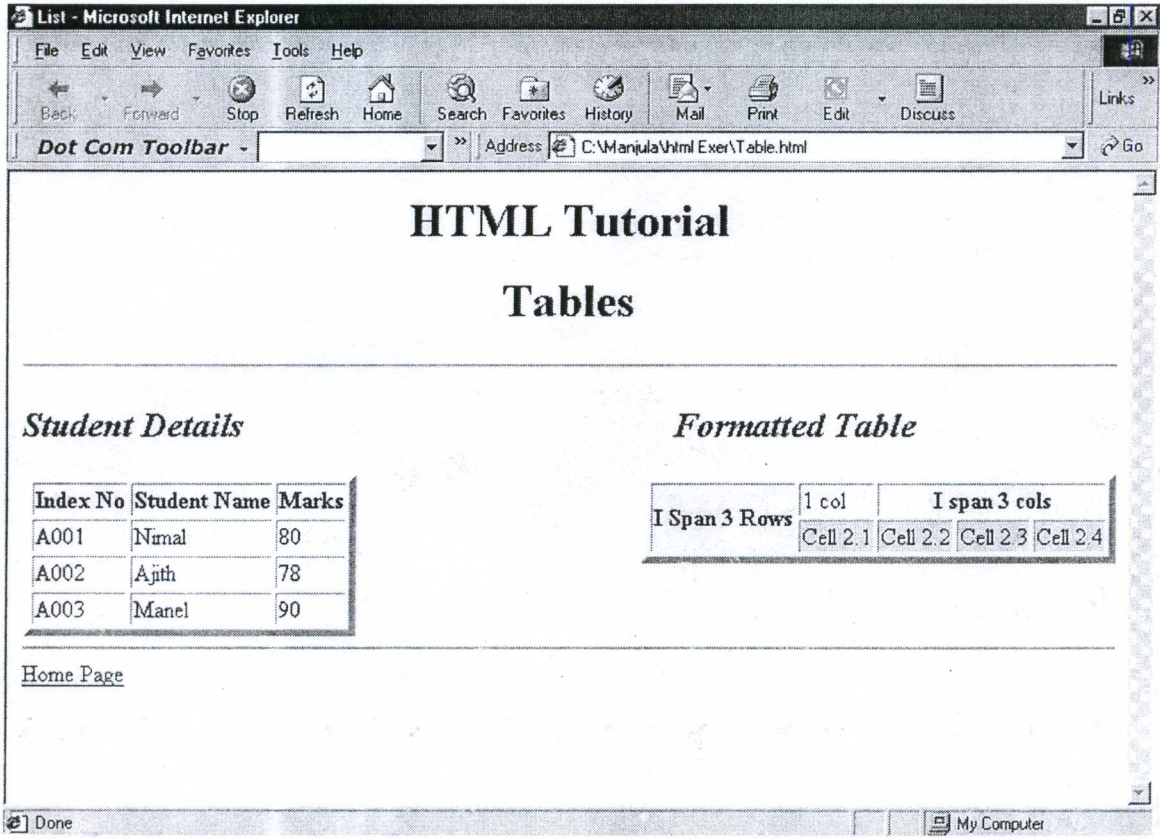 List - Microsoft Internet Explorer
File Edit View Favorites Tools Help
Back Forward Stop Refresh Home Search Favorites History Mail Print Edit Discuss Links »
Dot Com Toolbar - » Address C:\Manjula\html Exer\Table.html Go
HTML Tutorial
Tables
Student Details
Index No Student Name Marks
A001 Nimal 80
A002 Ajith 78
A003 Manel 90
Formatted Table
I Span 3 Rows 1 col I span 3 cols
Cell 2.1 Cell 2.2 Cell 2.3 Cell 2.4
Home Page
Done My Computer